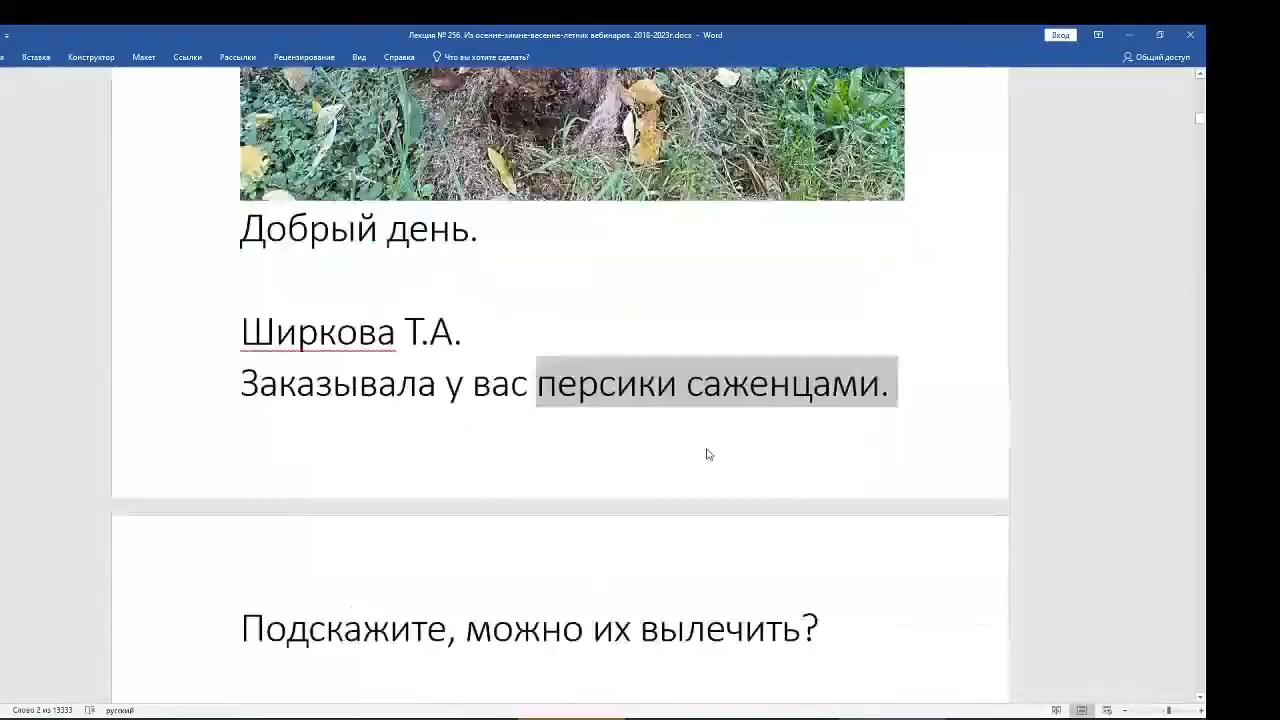 Лекция № 256. Из осенне-зимне-весенне-летних вебинаров. 2018-2023г.docx - Word
Вход
я Вставка Конструктор Макет Ссылки Рассылки Рецензирование Вид Справка Что вы хотите сделать? Общий доступ
Добрый день.
Ширкова Т.А.
Заказывала у вас персики саженцами.
Подскажите, можно их вылечить?
Слово 2 из 13333 русский